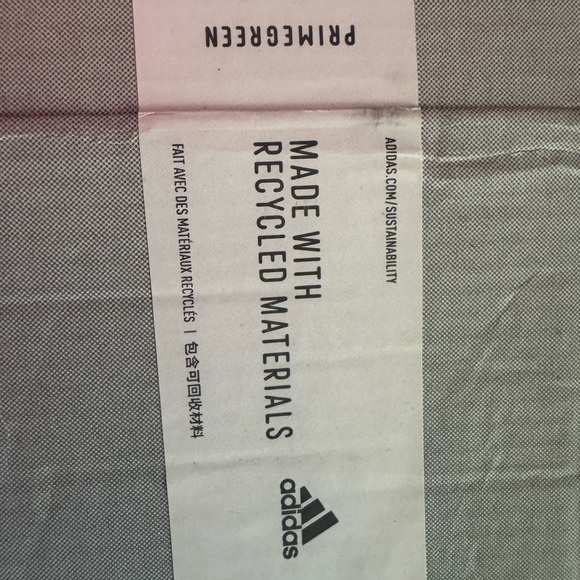 PRIMEGREEN
ADIDAS.COM/SUSTAINABILITY
MADE WITH
RECYCLED MATERIALS
FAIT AVEC DES MATÉRIAUX RECYCLÉS | 包含可回收材料
adidas